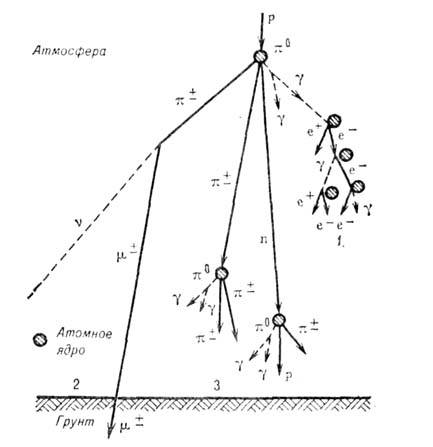 p
Атмосфера
π⁰
γ
π±
γ
e⁺
e⁻
π±
γ
e⁻
e⁺
γ
ν
n
e⁻ e⁻
1.
μ±
π⁰
γ
γ
π±
π±
π⁰
π±
Атомное
ядро
γ
γ
p
2
3
Грунт
μ±